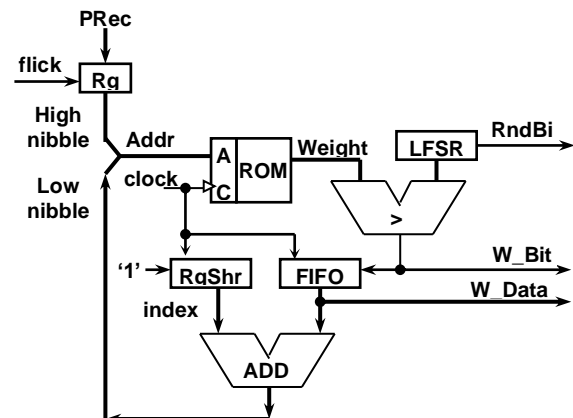 PRec
flick
Rg
High
nibble
Addr
Low
nibble
clock
A
C
ROM
Weight
LFSR
RndBi
>
W_Bit
W_Data
'1'
RgShr
FIFO
index
ADD